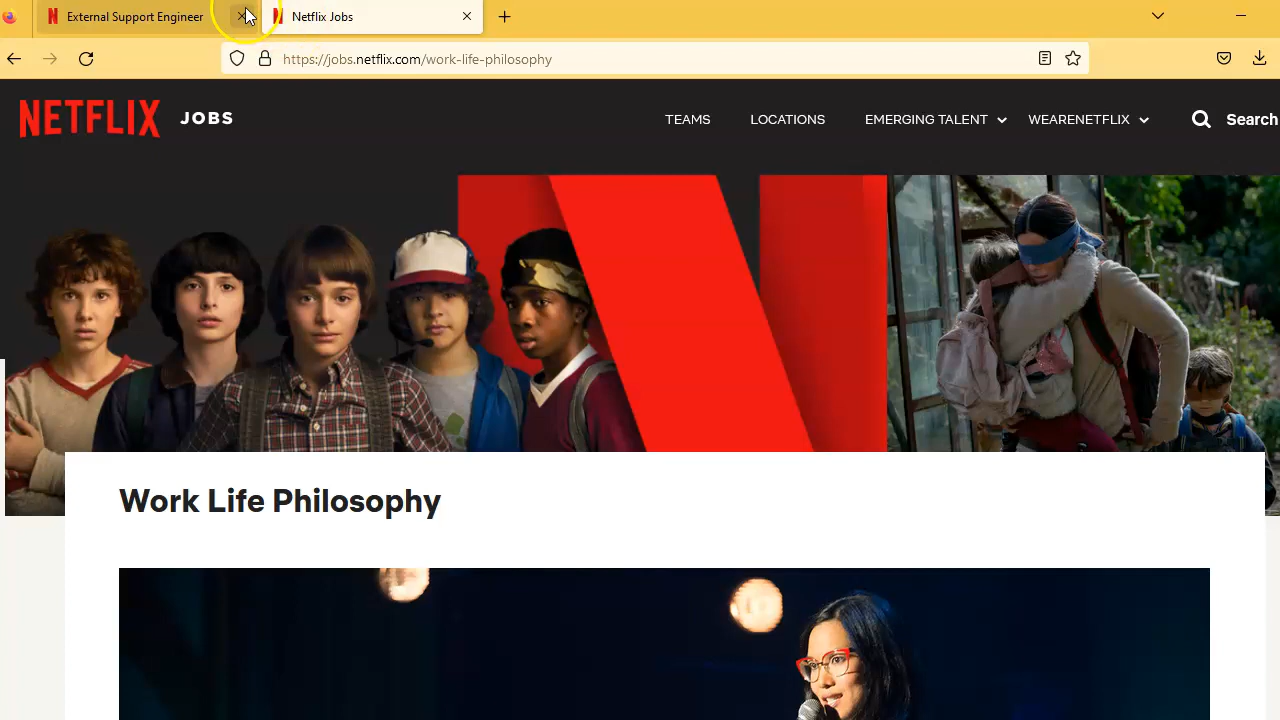 External Support Engineer
Netflix Jobs
https://jobs.netflix.com/work-life-philosophy
NETFLIX JOBS
TEAMS
LOCATIONS
EMERGING TALENT
WEARENETFLIX
Search
Work Life Philosophy